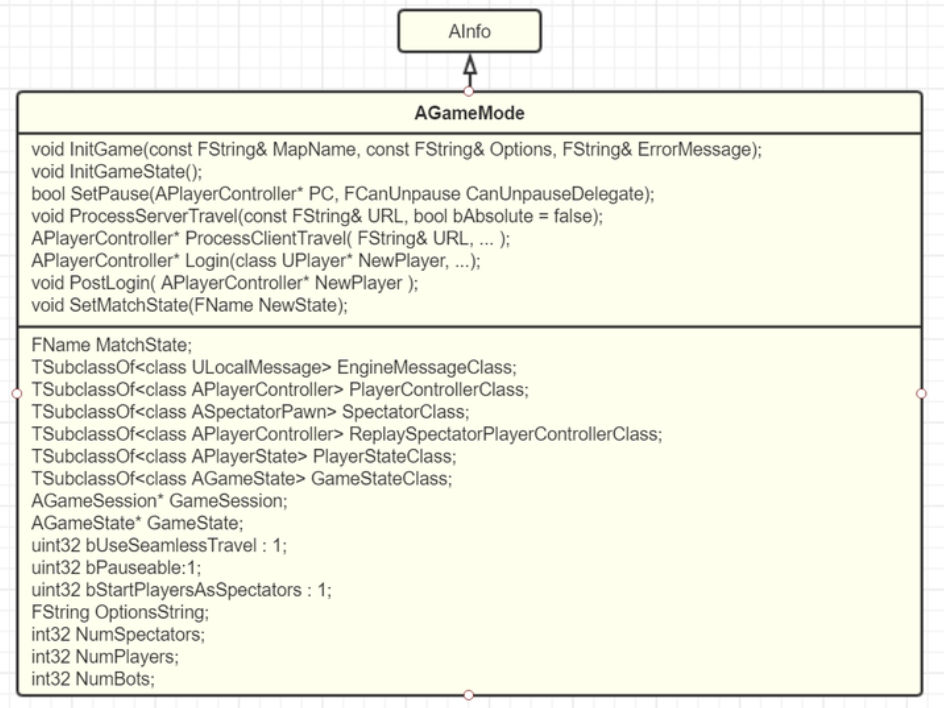 AInfo
AGameMode
void InitGame(const FString& MapName, const FString& Options, FString& ErrorMessage);
void InitGameState();
bool SetPause(APlayerController* PC, FCanUnpause CanUnpauseDelegate);
void ProcessServerTravel(const FString& URL, bool bAbsolute = false);
APlayerController* ProcessClientTravel( FString& URL, ... );
APlayerController* Login(class UPlayer* NewPlayer, ...);
void PostLogin( APlayerController* NewPlayer );
void SetMatchState(FName NewState);
FName MatchState;
TSubclassOf<class ULocalMessage> EngineMessageClass;
TSubclassOf<class APlayerController> PlayerControllerClass;
TSubclassOf<class ASpectatorPawn> SpectatorClass;
TSubclassOf<class APlayerController> ReplaySpectatorPlayerControllerClass;
TSubclassOf<class APlayerState> PlayerStateClass;
TSubclassOf<class AGameState> GameStateClass;
AGameSession* GameSession;
AGameState* GameState;
uint32 bUseSeamlessTravel : 1;
uint32 bPauseable:1;
uint32 bStartPlayersAsSpectators : 1;
FString OptionsString;
int32 NumSpectators;
int32 NumPlayers;
int32 NumBots;